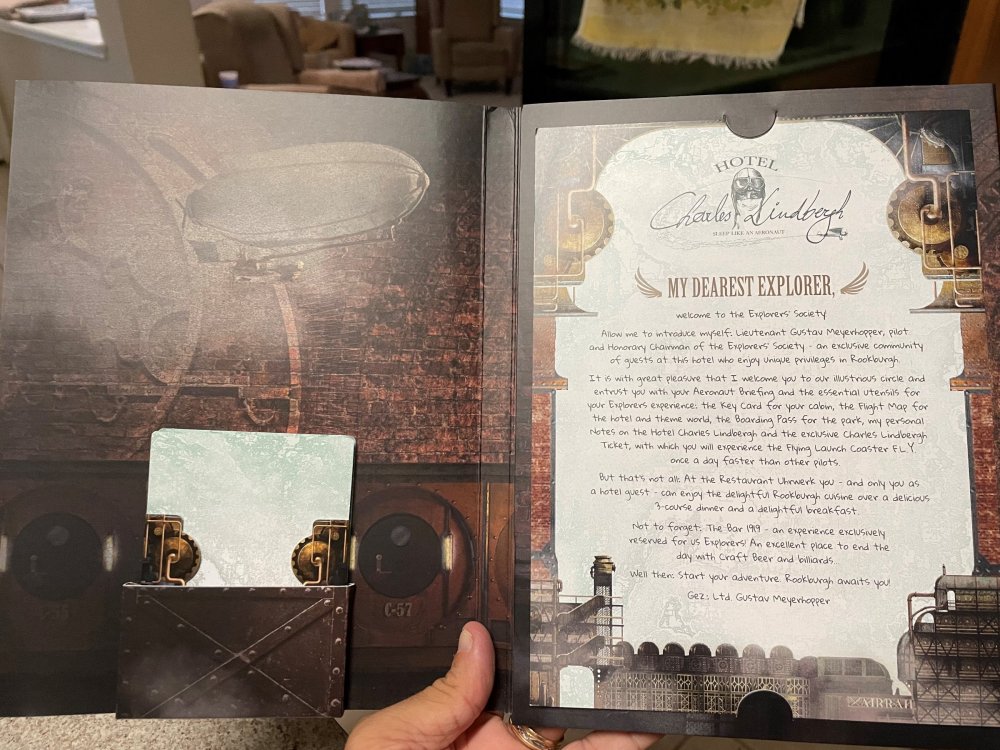 C-57
HOTEL
Charles Lindbergh
SLEEP LIKE AN AERONAUT
MY DEAREST EXPLORER,
welcome to the Explorers' Society
Allow me to introduce myself: Lieutenant Gustav Meyerhopper, pilot
and Honorary Chairman of the Explorers' Society - an exclusive community
of guests at this hotel who enjoy unique privileges in Rookburgh.
It is with great pleasure that I welcome you to our illustrious circle and
entrust you with your Aeronaut Briefing and the essential utensils for
your Explorers experience: the Key Card for your cabin, the Flight Map for
the hotel and theme world, the Boarding Pass for the park, my personal
Notes on the Hotel Charles Lindbergh and the exclusive Charles Lindbergh
Ticket, with which you will experience the Flying Launch Coaster F.L.Y.
once a day faster than other pilots.
But that's not all: At the Restaurant Uhrwerk you - and only you as
a hotel guest - can enjoy the delightful Rookburgh cuisine over a delicious
3-course dinner and a delightful breakfast.
Not to forget: The Bar 1919 - an experience exclusively
reserved for us Explorers! An excellent place to end the
day with Craft Beer and billiards.
Well then: Start your adventure. Rookburgh awaits you!
Gez.: Ltd. Gustav Meyerhopper